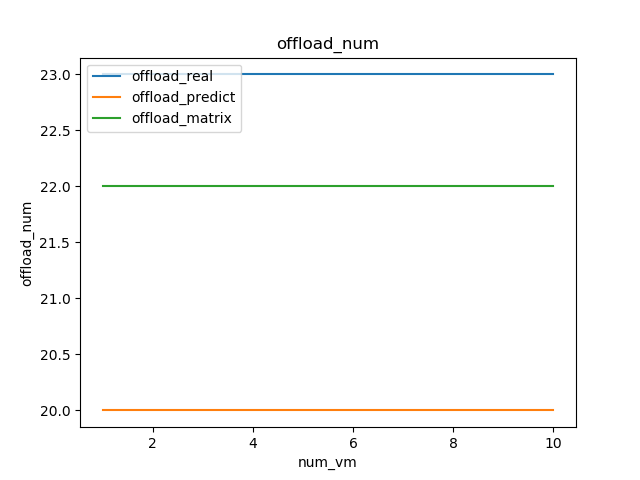 offload_num
offload_real
offload_predict
offload_matrix
offload_num
23.0
22.5
22.0
21.5
21.0
20.5
20.0
2 4 6 8 10
num_vm